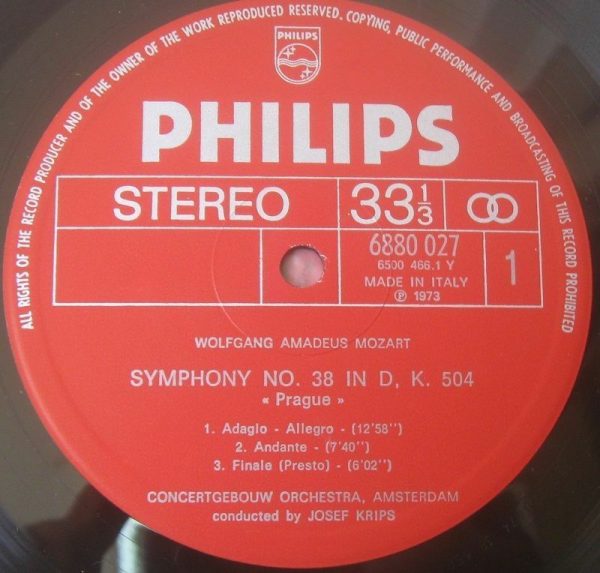 ALL RIGHTS OF THE RECORD PRODUCER AND OF THE OWNER OF THE WORK REPRODUCED RESERVED. COPYING, PUBLIC PERFORMANCE AND BROADCASTING OF THIS RECORD PROHIBITED
PHILIPS
PHILIPS
STEREO 33 1/3
6880 027
6500 466.1 Y
MADE IN ITALY
℗ 1973
1
WOLFGANG AMADEUS MOZART
SYMPHONY NO. 38 IN D, K. 504
« Prague »
1. Adagio - Allegro - (12'58")
2. Andante - (7'40")
3. Finale (Presto) - (6'02")
CONCERTGEBOUW ORCHESTRA, AMSTERDAM
conducted by JOSEF KRIPS